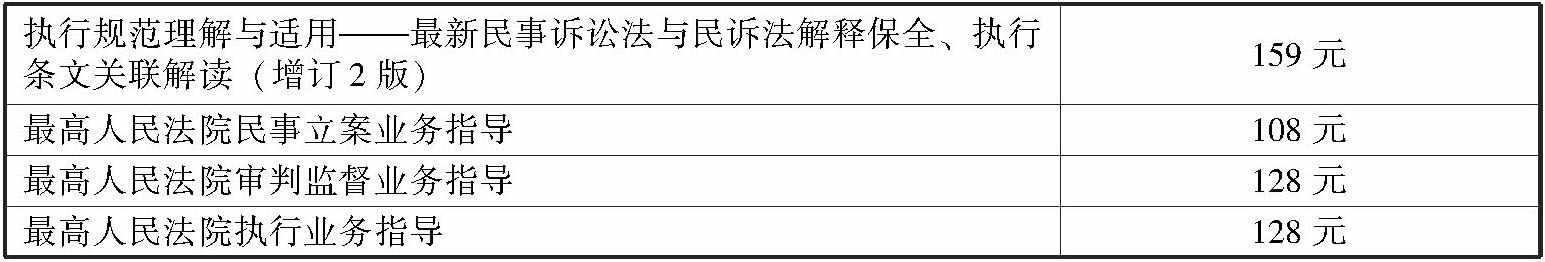 执行规范理解与适用——最新民事诉讼法与民诉法解释保全、执行
条文关联解读（增订 2 版）
159 元
最高人民法院民事立案业务指导
108 元
最高人民法院审判监督业务指导
128 元
最高人民法院执行业务指导
128 元